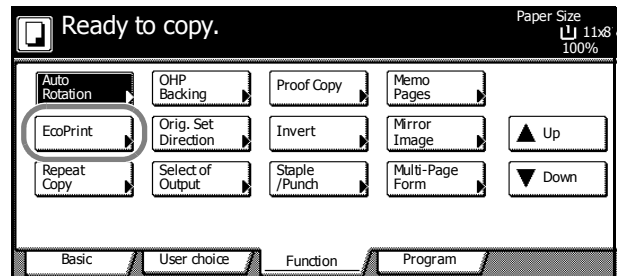 Ready to copy.
Paper Size
11x8
100%
Auto
Rotation
OHP
Backing
Proof Copy
Memo
Pages
EcoPrint
Orig. Set
Direction
Invert
Mirror
Image
Up
Repeat
Copy
Select of
Output
Staple
/Punch
Multi-Page
Form
Down
Basic
User choice
Function
Program